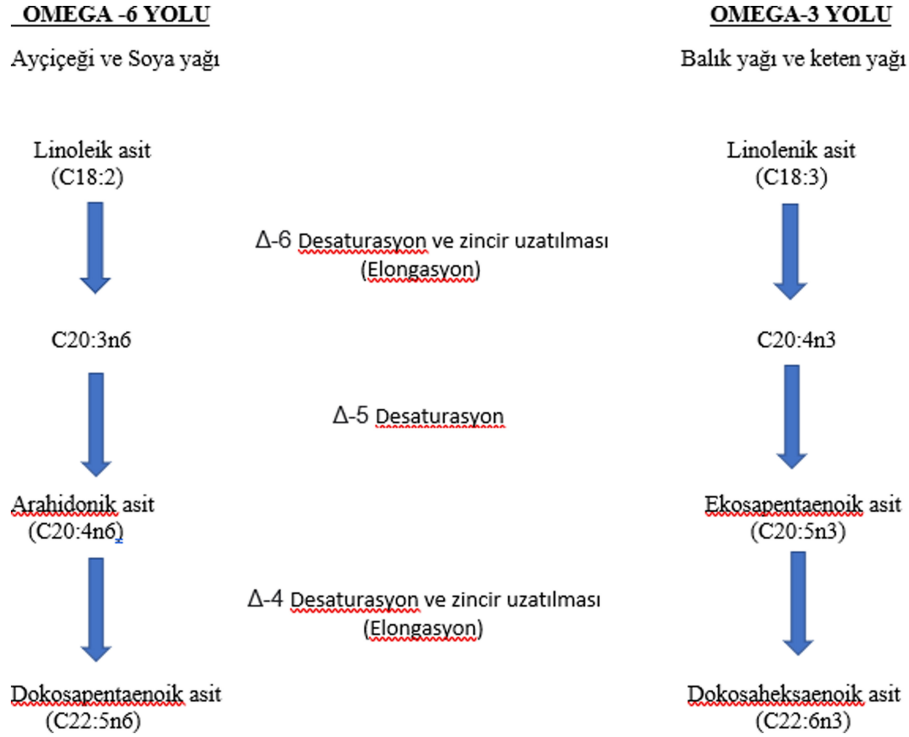 OMEGA -6 YOLU
OMEGA-3 YOLU
Ayçiçeği ve Soya yağı
Balık yağı ve keten yağı
Linoleik asit
(C18:2)
Linolenik asit
(C18:3)
Δ-6 Desaturasyon ve zincir uzatılması
(Elongasyon)
C20:3n6
C20:4n3
Δ-5 Desaturasyon
Arahidonik asit
(C20:4n6)
Ekosapentaenoik asit
(C20:5n3)
Δ-4 Desaturasyon ve zincir uzatılması
(Elongasyon)
Dokosapentaenoik asit
(C22:5n6)
Dokosaheksaenoik asit
(C22:6n3)